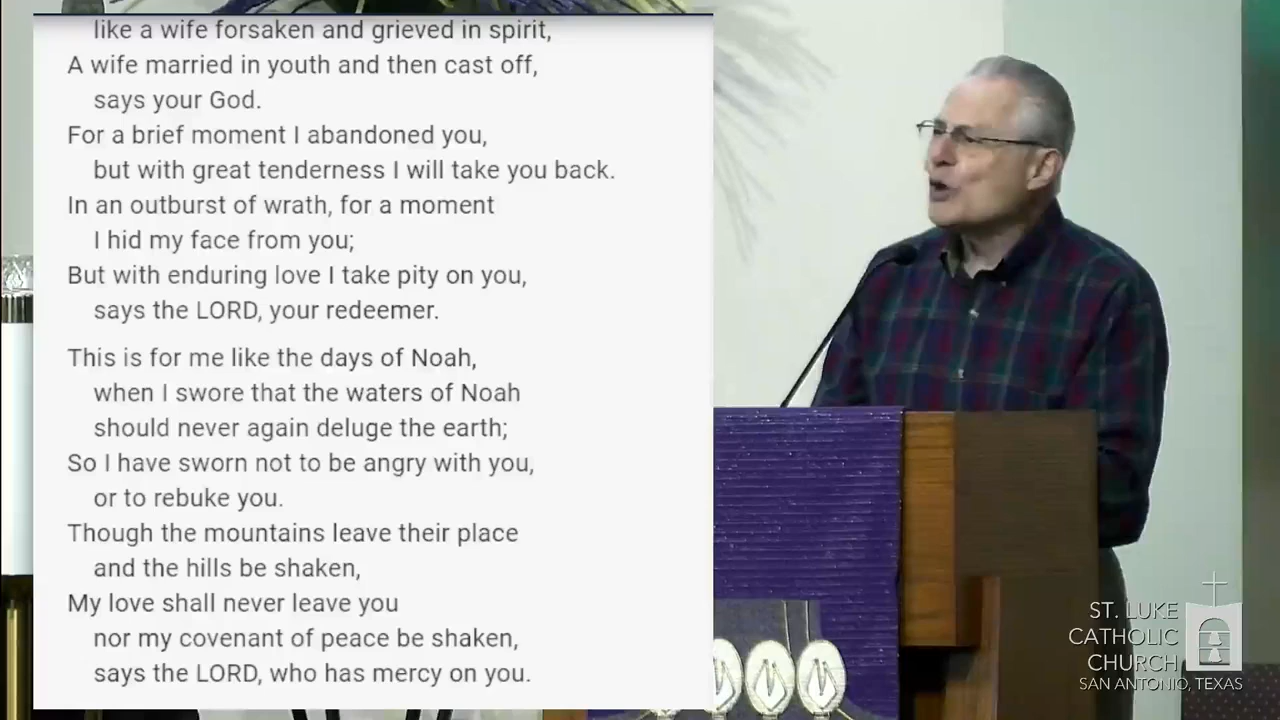 like a wife forsaken and grieved in spirit,
A wife married in youth and then cast off,
says your God.
For a brief moment I abandoned you,
but with great tenderness I will take you back.
In an outburst of wrath, for a moment
I hid my face from you;
But with enduring love I take pity on you,
says the LORD, your redeemer.
This is for me like the days of Noah,
when I swore that the waters of Noah
should never again deluge the earth;
So I have sworn not to be angry with you,
or to rebuke you.
Though the mountains leave their place
and the hills be shaken,
My love shall never leave you
nor my covenant of peace be shaken,
says the LORD, who has mercy on you.
ST. LUKE
CATHOLIC
CHURCH
SAN ANTONIO, TEXAS